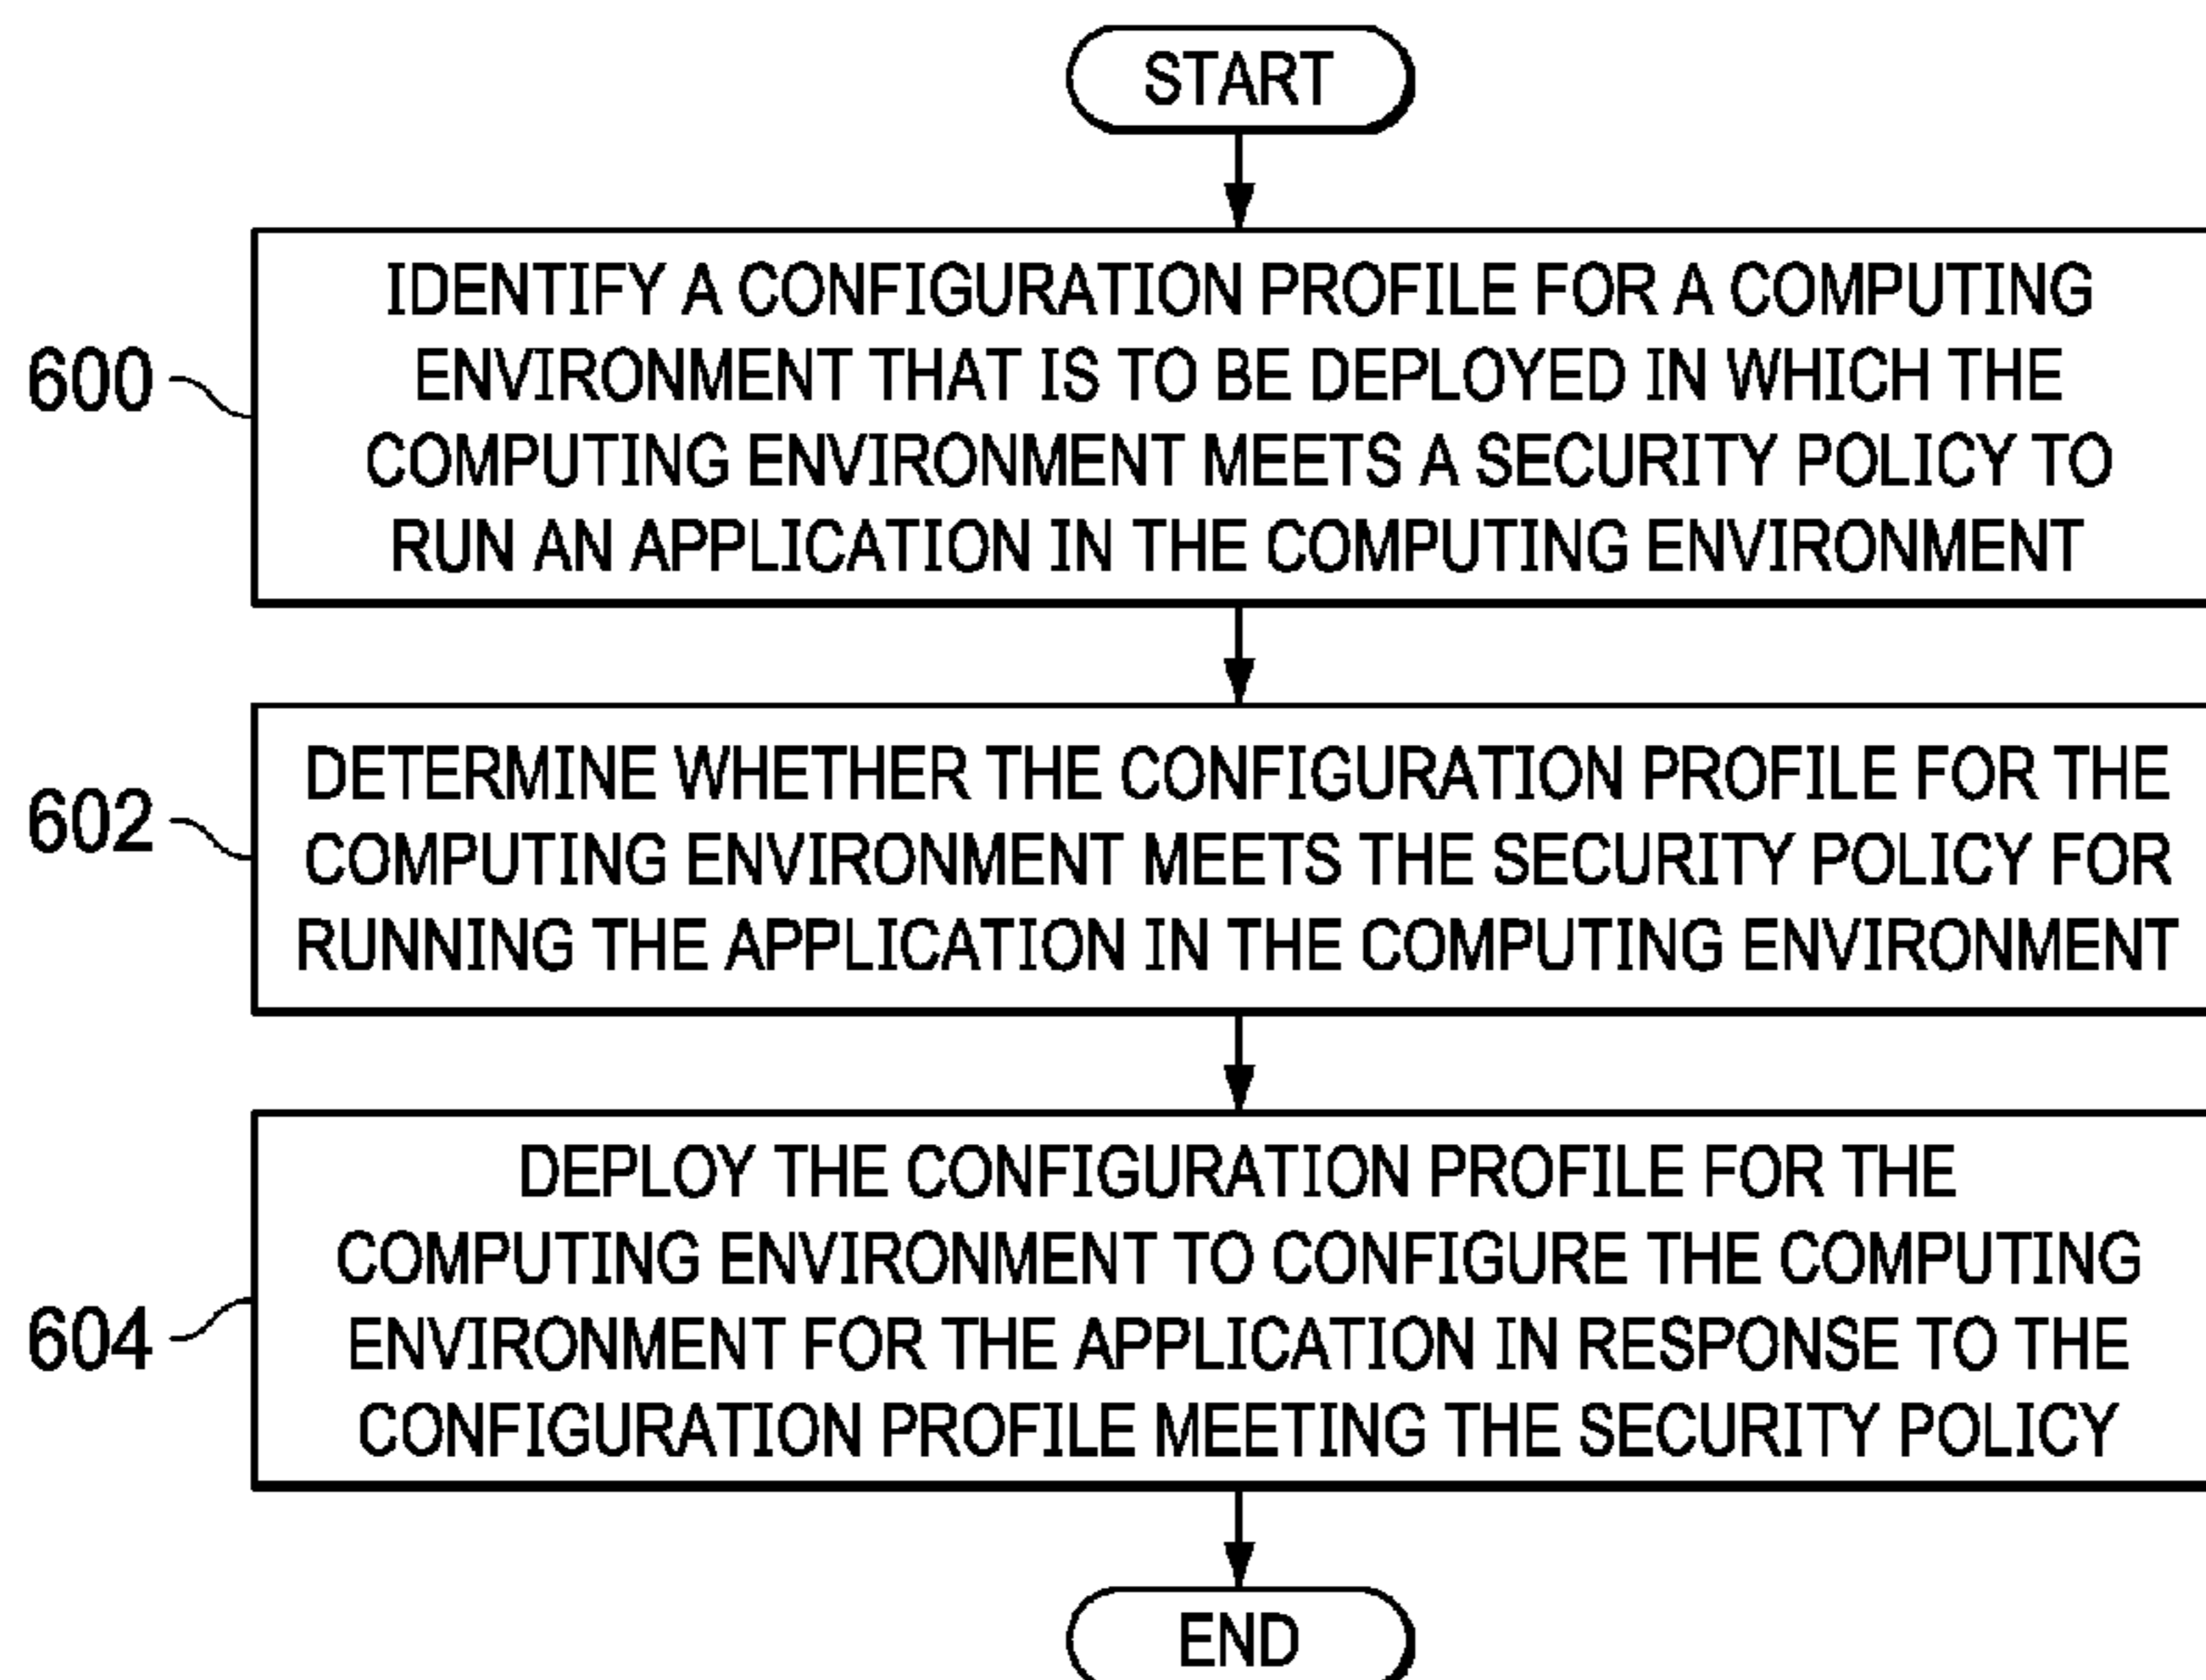 START
600
IDENTIFY A CONFIGURATION PROFILE FOR A COMPUTING
ENVIRONMENT THAT IS TO BE DEPLOYED IN WHICH THE
COMPUTING ENVIRONMENT MEETS A SECURITY POLICY TO
RUN AN APPLICATION IN THE COMPUTING ENVIRONMENT
602
DETERMINE WHETHER THE CONFIGURATION PROFILE FOR THE
COMPUTING ENVIRONMENT MEETS THE SECURITY POLICY FOR
RUNNING THE APPLICATION IN THE COMPUTING ENVIRONMENT
604
DEPLOY THE CONFIGURATION PROFILE FOR THE
COMPUTING ENVIRONMENT TO CONFIGURE THE COMPUTING
ENVIRONMENT FOR THE APPLICATION IN RESPONSE TO THE
CONFIGURATION PROFILE MEETING THE SECURITY POLICY
END